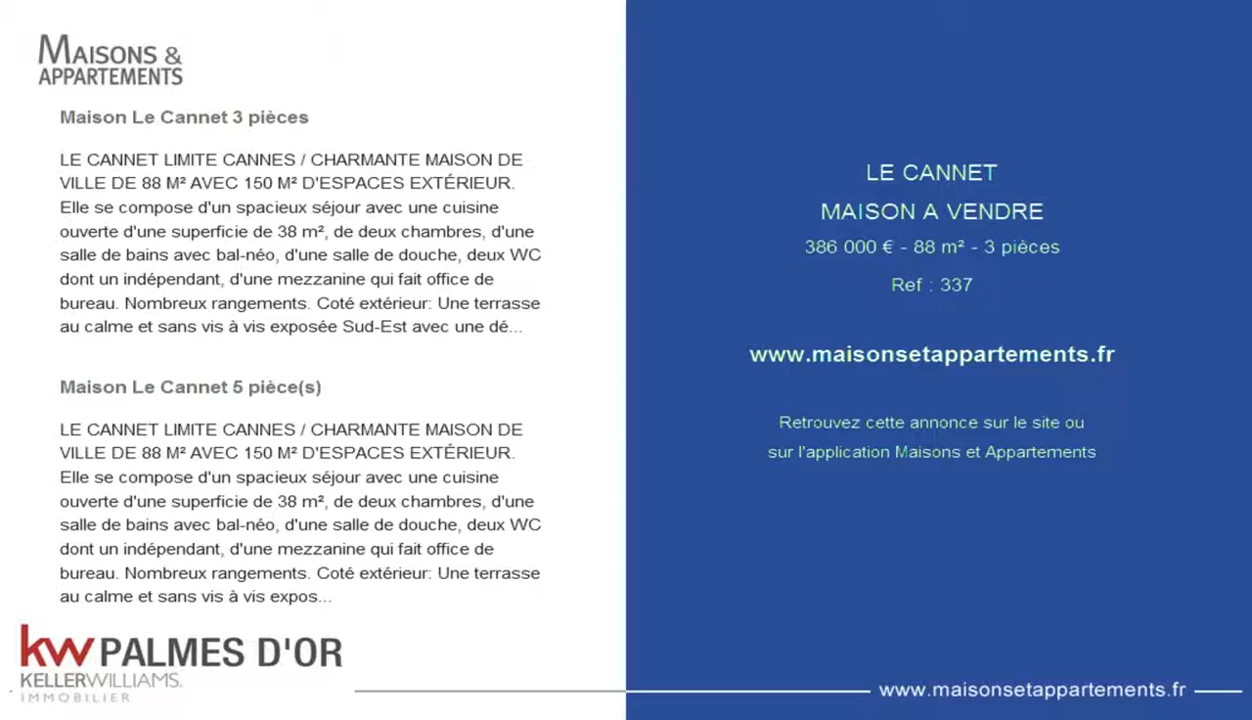 MAISONS &
APPARTEMENTS
Maison Le Cannet 3 pièces
LE CANNET LIMITE CANNES / CHARMANTE MAISON DE
VILLE DE 88 M² AVEC 150 M² D'ESPACES EXTÉRIEUR.
Elle se compose d'un spacieux séjour avec une cuisine
ouverte d'une superficie de 38 m², de deux chambres, d'une
salle de bains avec bal-néo, d'une salle de douche, deux WC
dont un indépendant, d'une mezzanine qui fait office de
bureau. Nombreux rangements. Coté extérieur: Une terrasse
au calme et sans vis à vis exposée Sud-Est avec une dé...
Maison Le Cannet 5 pièce(s)
LE CANNET LIMITE CANNES / CHARMANTE MAISON DE
VILLE DE 88 M² AVEC 150 M² D'ESPACES EXTÉRIEUR.
Elle se compose d'un spacieux séjour avec une cuisine
ouverte d'une superficie de 38 m², de deux chambres, d'une
salle de bains avec bal-néo, d'une salle de douche, deux WC
dont un indépendant, d'une mezzanine qui fait office de
bureau. Nombreux rangements. Coté extérieur: Une terrasse
au calme et sans vis à vis expos...
kw PALMES D'OR
KELLERWILLIAMS.
IMMOBILIER
LE CANNET
MAISON A VENDRE
386 000 € - 88 m² - 3 pièces
Ref : 337
www.maisonsetappartements.fr
Retrouvez cette annonce sur le site ou
sur l'application Maisons et Appartements
www.maisonsetappartements.fr